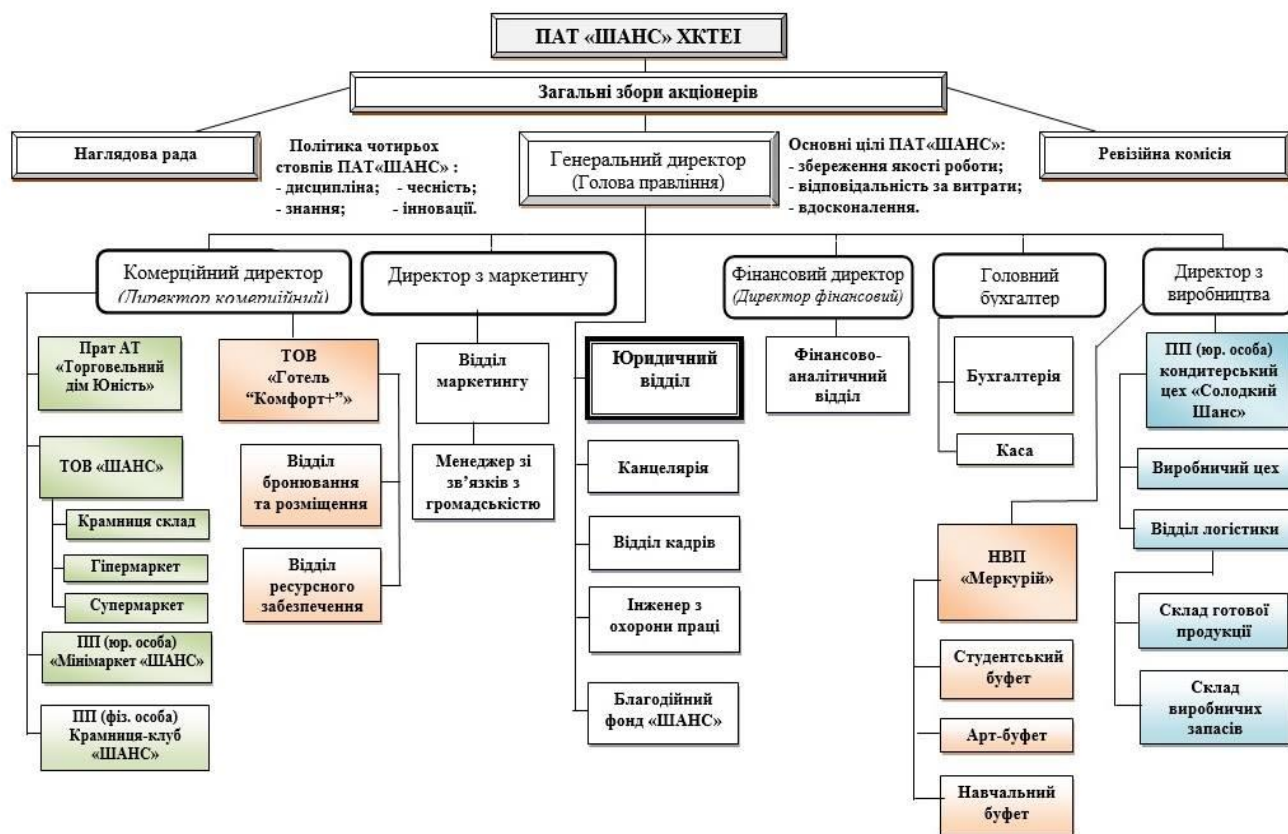 ПАТ «ШАНС» ХКТЕІ
Загальні збори акціонерів
Наглядова рада
Політика чотирьох
стовпів ПАТ«ШАНС» :
- дисципліна; - чесність;
- знання; - інновації.
Генеральний директор
(Голова правління)
Основні цілі ПАТ«ШАНС»:
- збереження якості роботи;
- відповідальність за витрати;
- вдосконалення.
Ревізійна комісія
Комерційний директор
(Директор комерційний)
Директор з маркетингу
Фінансовий директор
(Директор фінансовий)
Головний
бухгалтер
Директор з
виробництва
Прат АТ
«Торговельний
дім Юність»
ТОВ «ШАНС»
Крамниця склад
Гіпермаркет
Супермаркет
ПП (юр. особа)
«Мінімаркет «ШАНС»
ПП (фіз. особа)
Крамниця-клуб
«ШАНС»
ТОВ
«Готель
“Комфорт+”»
Відділ
бронювання
та розміщення
Відділ
ресурсного
забезпечення
Відділ
маркетингу
Менеджер зі
зв’язків з
громадськістю
Юридичний
відділ
Канцелярія
Відділ кадрів
Інженер з
охорони праці
Благодійний
фонд «ШАНС»
Фінансово-
аналітичний
відділ
Бухгалтерія
Каса
НВП
«Меркурій»
Студентський
буфет
Арт-буфет
Навчальний
буфет
ПП (юр. особа)
кондитерський
цех «Солодкий
Шанс»
Виробничий цех
Відділ логістики
Склад готової
продукції
Склад
виробничих
запасів